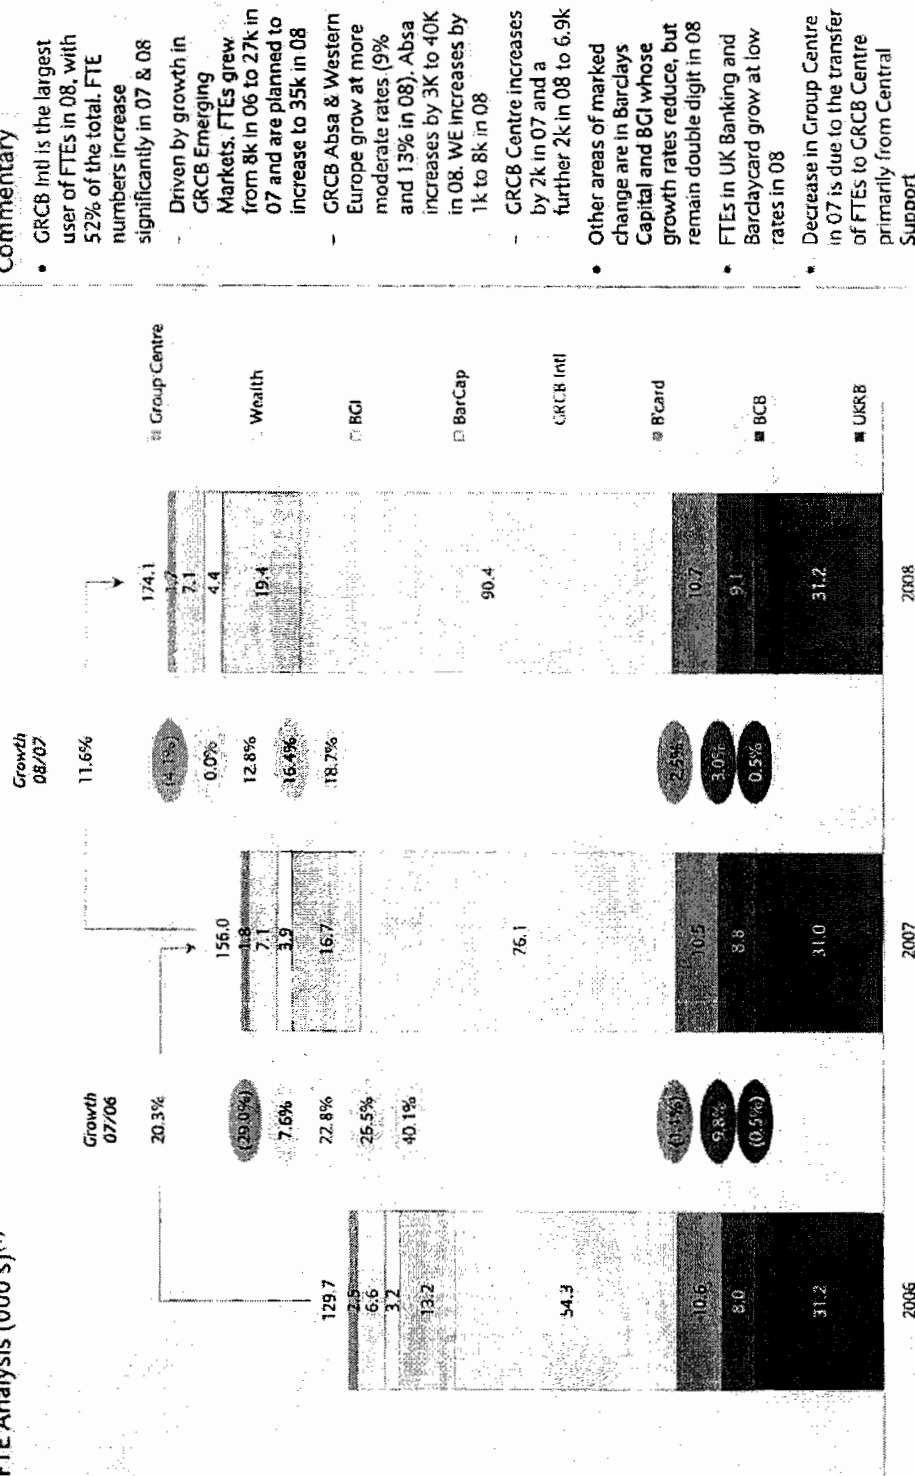 FTE Analysis (000's)
Growth
07/06
20.3%
(29.0%)
7.6%
22.8%
26.5%
40.1%
9.8%
(0.5%)
Growth
08/07
11.6%
(4.1%)
0.0%
12.8%
16.4%
18.7%
2.5%
3.0%
0.5%
129.7
2.5
6.6
3.2
13.2
54.3
10.6
8.0
31.2
2006
156.0
1.8
7.1
3.9
16.7
76.1
10.5
8.8
31.0
2007
174.1
1.7
7.1
4.4
19.4
90.4
10.7
9.1
31.2
2008
Group Centre
Wealth
BGI
BarCap
GRCB Intl
B'card
BCB
UKRB
Commentary
• GRCB Intl is the largest
user of FTEs in 08, with
52% of the total. FTE
numbers increase
significantly in 07 & 08
- Driven by growth in
GRCB Emerging
Markets. FTEs grew
from 8k in 06 to 27k in
07 and are planned to
increase to 35k in 08
- GRCB Absa & Western
Europe grow at more
moderate rates (9%
and 13% in 08). Absa
increases by 3K to 40K
in 08. WE increases by
1k to 8k in 08
- GRCB Centre increases
by 2k in 07 and a
further 2k in 08 to 6.9k
• Other areas of marked
change are in Barclays
Capital and BGI whose
growth rates reduce, but
remain double digit in 08
• FTEs in UK Banking and
Barclaycard grow at low
rates in 08
• Decrease in Group Centre
in 07 is due to the transfer
of FTEs to GRCB Centre
primarily from Central
Support